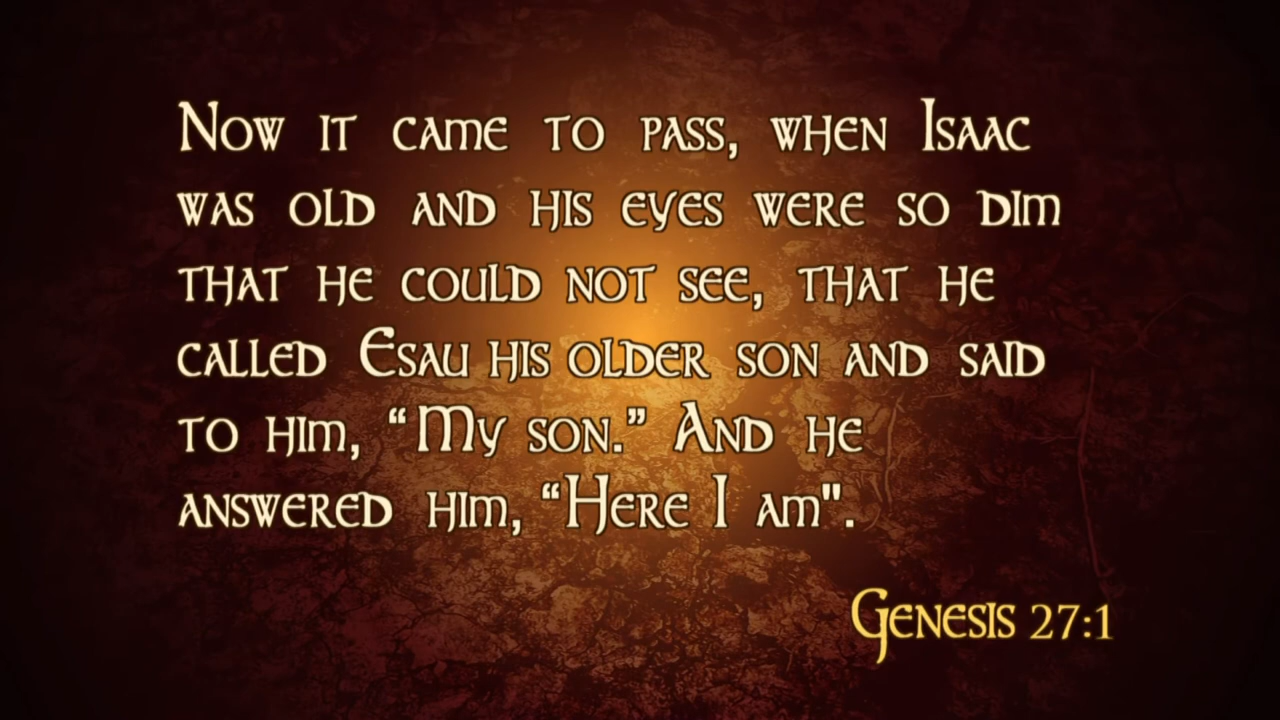 Now it came to pass, when Isaac
was old and his eyes were so dim
that he could not see, that he
called Esau his older son and said
to him, “My son.” And he
answered him, “Here I am".
Genesis 27:1